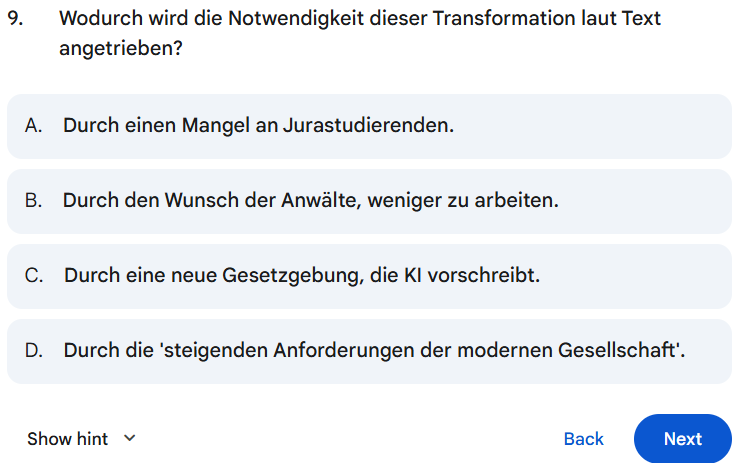 9. Wodurch wird die Notwendigkeit dieser Transformation laut Text
angetrieben?
A. Durch einen Mangel an Jurastudierenden.
B. Durch den Wunsch der Anwälte, weniger zu arbeiten.
C. Durch eine neue Gesetzgebung, die KI vorschreibt.
D. Durch die 'steigenden Anforderungen der modernen Gesellschaft'.
Show hint Back Next